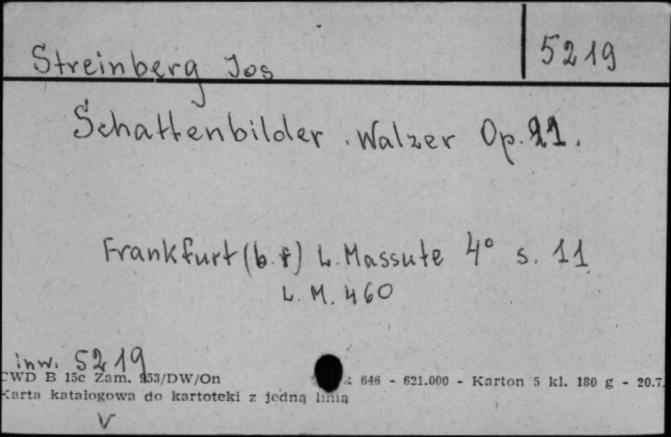 Streinberg Jos 5219
Schattenbilder . Walzer Op. 21.
Frankfurt (b.r) L. Massute 4° s. 11
L. M. 460
inw. 5219
CWD B 15c Zam. 953/DW/On 646 - 621.000 - Karton 5 kl. 180 g - 20.7.
Karta katalogowa do kartoteki z jedną linią
V